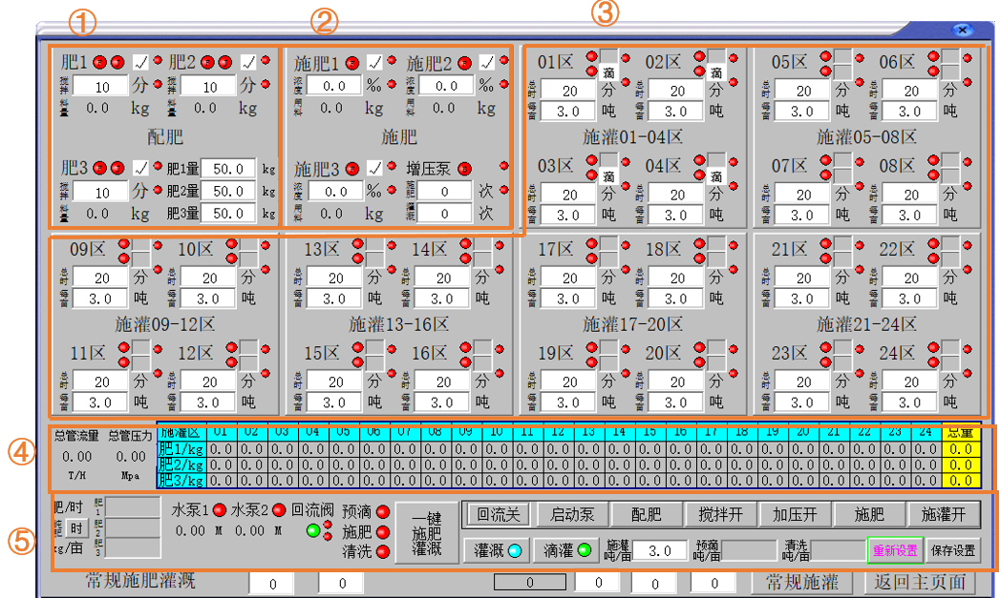 ① ② ③
肥1 ✓ 肥2 ✓
搅拌 10 分 搅拌 10 分
料量 0.0 kg 料量 0.0 kg
配肥
肥3 ✓ 肥1量 50.0 kg
搅拌 10 分 肥2量 50.0 kg
料量 0.0 kg 肥3量 50.0 kg
施肥1 ✓ 施肥2 ✓
浓度 0.0 ‰ 浓度 0.0 ‰
用料 0.0 kg 用料 0.0 kg
施肥
施肥3 ✓ 增压泵
浓度 0.0 ‰ 施肥 0 次
用料 0.0 kg 灌溉 0 次
01区 滴 02区 滴
总时 20 分 总时 20 分
每亩 3.0 吨 每亩 3.0 吨
施灌01-04区
03区 滴 04区 滴
总时 20 分 总时 20 分
每亩 3.0 吨 每亩 3.0 吨
05区 06区
总时 20 分 总时 20 分
每亩 3.0 吨 每亩 3.0 吨
施灌05-08区
07区 08区
总时 20 分 总时 20 分
每亩 3.0 吨 每亩 3.0 吨
09区 10区
总时 20 分 总时 20 分
每亩 3.0 吨 每亩 3.0 吨
施灌09-12区
11区 12区
总时 20 分 总时 20 分
每亩 3.0 吨 每亩 3.0 吨
13区 14区
总时 20 分 总时 20 分
每亩 3.0 吨 每亩 3.0 吨
施灌13-16区
15区 16区
总时 20 分 总时 20 分
每亩 3.0 吨 每亩 3.0 吨
17区 18区
总时 20 分 总时 20 分
每亩 3.0 吨 每亩 3.0 吨
施灌17-20区
19区 20区
总时 20 分 总时 20 分
每亩 3.0 吨 每亩 3.0 吨
21区 22区
总时 20 分 总时 20 分
每亩 3.0 吨 每亩 3.0 吨
施灌21-24区
23区 24区
总时 20 分 总时 20 分
每亩 3.0 吨 每亩 3.0 吨
④
总管流量 总管压力
0.00 0.00
T/H Mpa
施灌区 01 02 03 04 05 06 07 08 09 10 11 12 13 14 15 16 17 18 19 20 21 22 23 24 总量
肥1/kg 0.0 0.0 0.0 0.0 0.0 0.0 0.0 0.0 0.0 0.0 0.0 0.0 0.0 0.0 0.0 0.0 0.0 0.0 0.0 0.0 0.0 0.0 0.0 0.0 0.0
肥2/kg 0.0 0.0 0.0 0.0 0.0 0.0 0.0 0.0 0.0 0.0 0.0 0.0 0.0 0.0 0.0 0.0 0.0 0.0 0.0 0.0 0.0 0.0 0.0 0.0 0.0
肥3/kg 0.0 0.0 0.0 0.0 0.0 0.0 0.0 0.0 0.0 0.0 0.0 0.0 0.0 0.0 0.0 0.0 0.0 0.0 0.0 0.0 0.0 0.0 0.0 0.0 0.0
⑤
肥/时 肥1
时 肥2
kg/亩 肥3
水泵1 水泵2 回流阀 预滴
0.00 M 0.00 M 施肥
清洗
一键
施肥
灌溉
回流关 启动泵 配肥 搅拌开 加压开 施肥 施灌开
灌溉 滴灌 施灌吨/亩 3.0 预滴吨/亩 清洗吨/亩 重新设置 保存设置
常规施肥灌溉 0 0 0 0 0 0 常规施灌 返回主页面